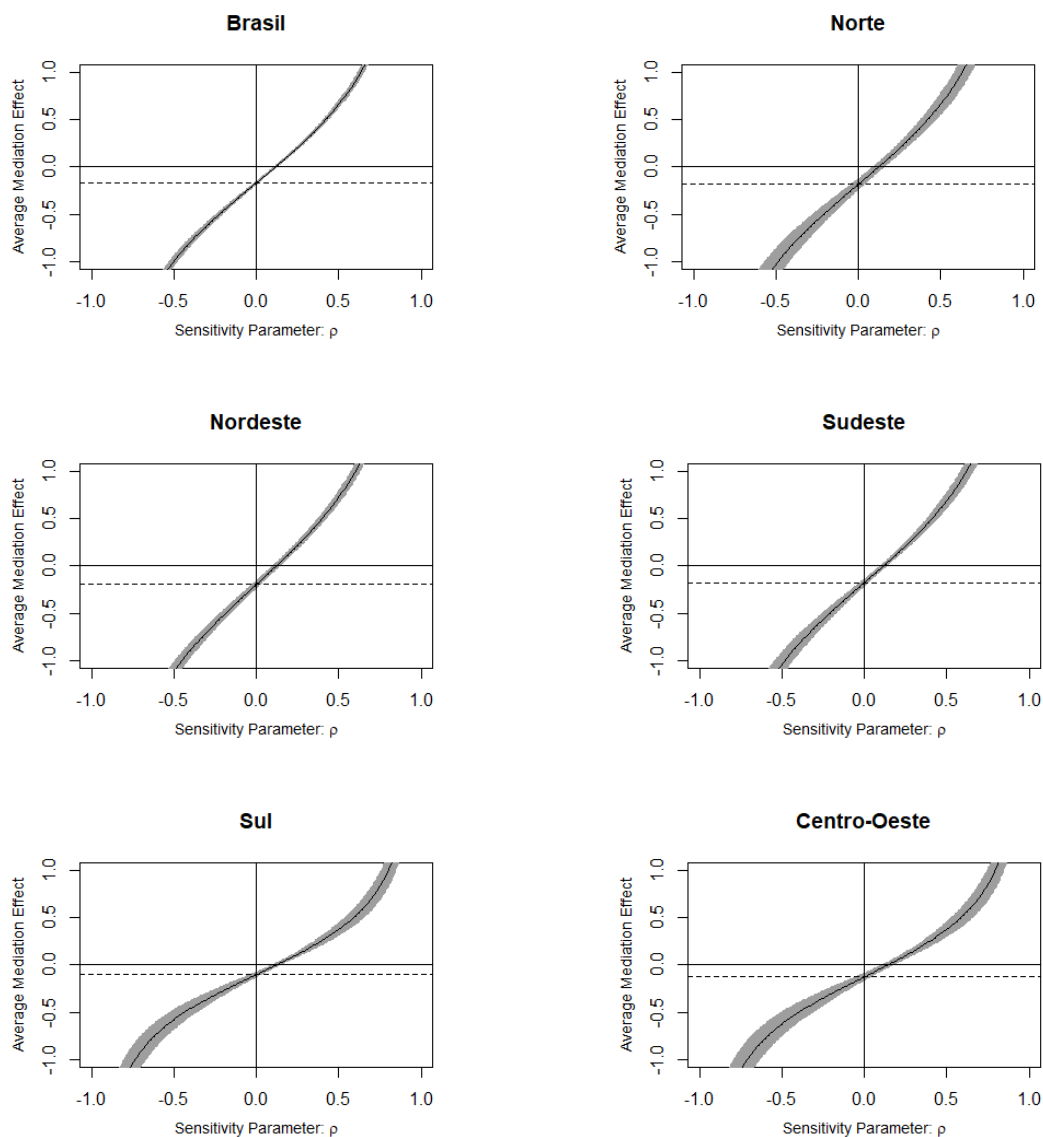 Brasil
Average Mediation Effect
1.0
0.5
0.0
-0.5
-1.0
-1.0 -0.5 0.0 0.5 1.0
Sensitivity Parameter: ρ
Norte
Average Mediation Effect
1.0
0.5
0.0
-0.5
-1.0
-1.0 -0.5 0.0 0.5 1.0
Sensitivity Parameter: ρ
Nordeste
Average Mediation Effect
1.0
0.5
0.0
-0.5
-1.0
-1.0 -0.5 0.0 0.5 1.0
Sensitivity Parameter: ρ
Sudeste
Average Mediation Effect
1.0
0.5
0.0
-0.5
-1.0
-1.0 -0.5 0.0 0.5 1.0
Sensitivity Parameter: ρ
Sul
Average Mediation Effect
1.0
0.5
0.0
-0.5
-1.0
-1.0 -0.5 0.0 0.5 1.0
Sensitivity Parameter: ρ
Centro-Oeste
Average Mediation Effect
1.0
0.5
0.0
-0.5
-1.0
-1.0 -0.5 0.0 0.5 1.0
Sensitivity Parameter: ρ